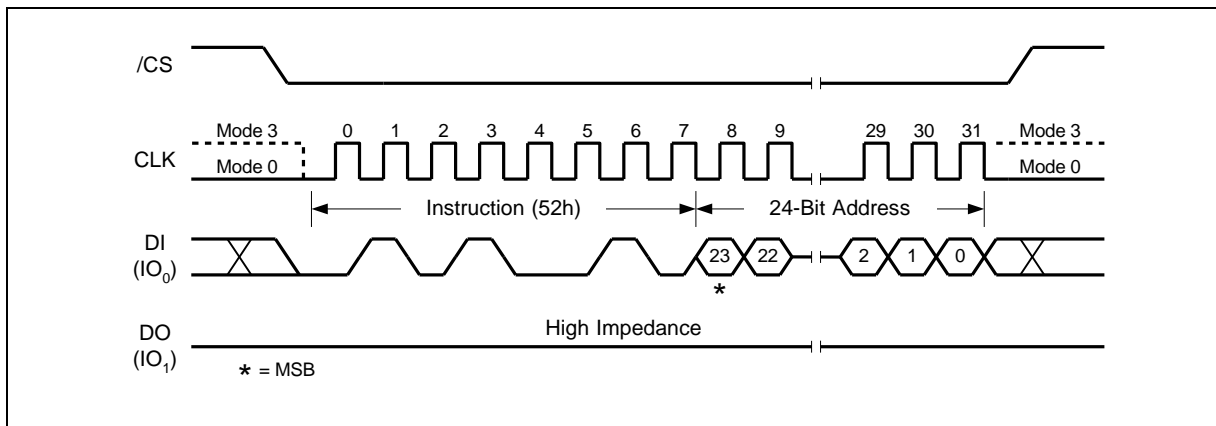 /CS
Mode 3 0 1 2 3 4 5 6 7 8 9 29 30 31 Mode 3
CLK
Mode 0 Mode 0
Instruction (52h) 24-Bit Address
DI
(IO0)
23 22 2 1 0
*
DO
(IO1)
High Impedance
* = MSB